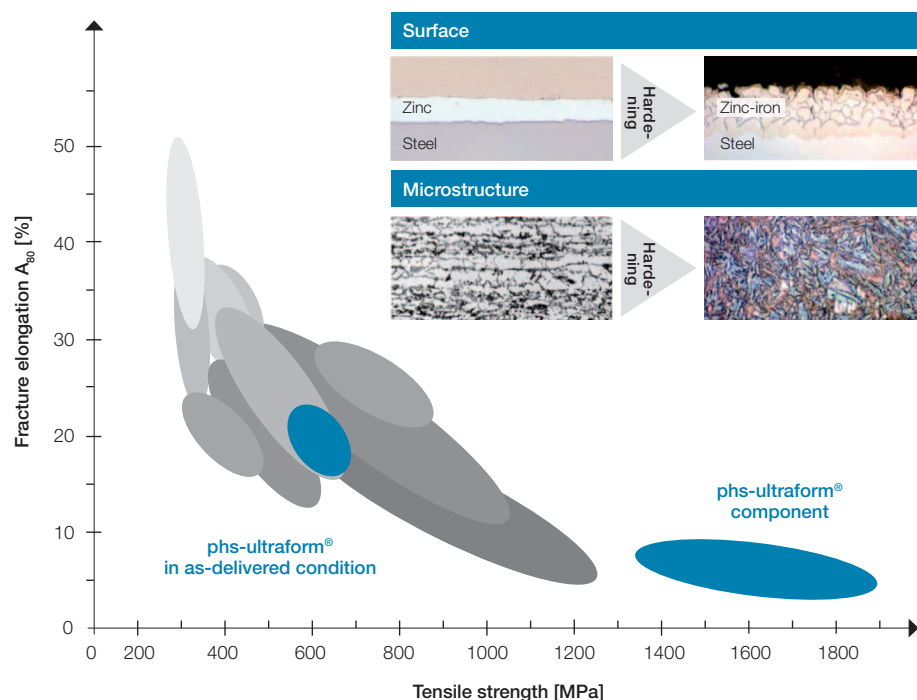 Surface
Zinc
Steel
Harde-
ning
Zinc-iron
Steel
Microstructure
Harde-
ning
Fracture elongation A80 [%]
50
40
30
20
10
0
phs-ultraform®
in as-delivered condition
phs-ultraform®
component
0 200 400 600 800 1000 1200 1400 1600 1800
Tensile strength [MPa]